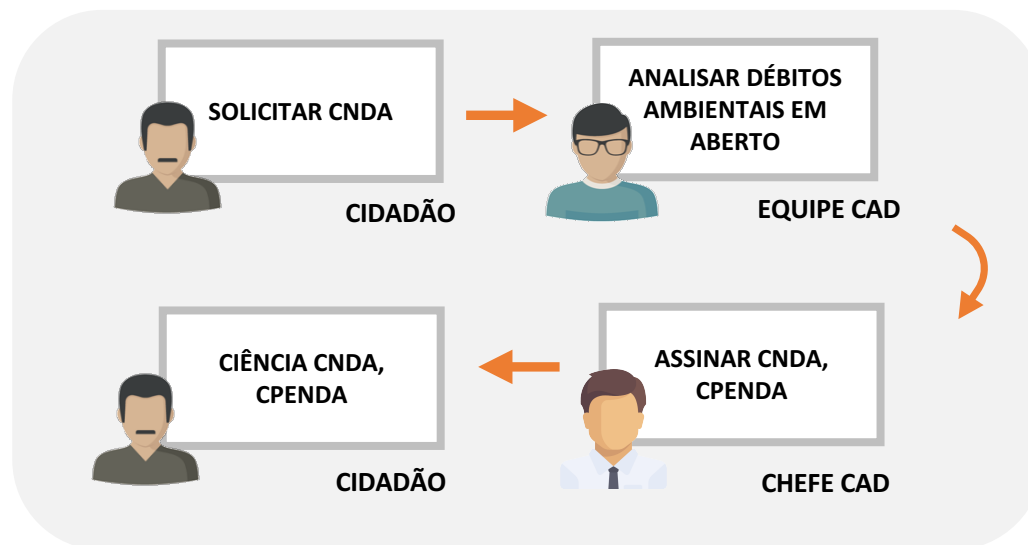 SOLICITAR CNDA
CIDADÃO
ANALISAR DÉBITOS
AMBIENTAIS EM
ABERTO
EQUIPE CAD
ASSINAR CNDA,
CPENDA
CHEFE CAD
CIÊNCIA CNDA,
CPENDA
CIDADÃO